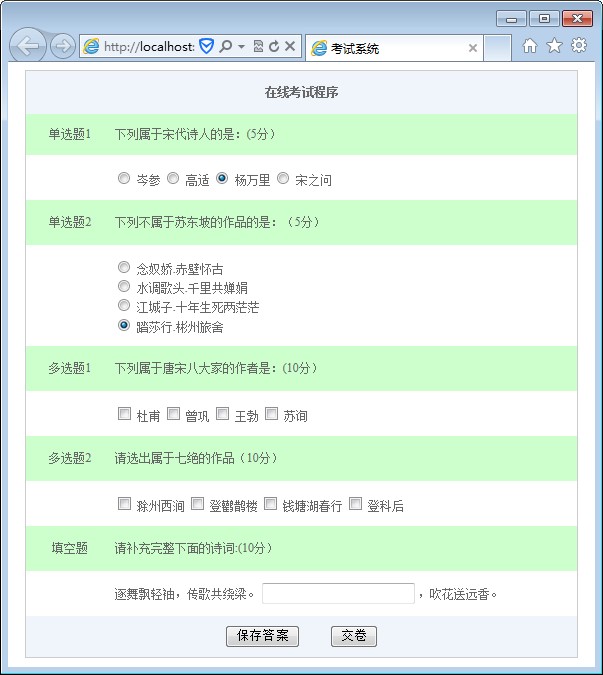 http://localhost:
考试系统
在线考试程序
单选题1 下列属于宋代诗人的是：(5分）
岑参 高适 杨万里 宋之问
单选题2 下列不属于苏东坡的作品的是：（5分）
念奴娇.赤壁怀古
水调歌头.千里共婵娟
江城子.十年生死两茫茫
踏莎行.彬州旅舍
多选题1 下列属于唐宋八大家的作者是：(10分）
杜甫 曾巩 王勃 苏询
多选题2 请选出属于七绝的作品（10分）
滁州西涧 登鹳鹊楼 钱塘湖春行 登科后
填空题 请补充完整下面的诗词:(10分）
逐舞飘轻袖，传歌共绕梁。 ，吹花送远香。
保存答案 交卷